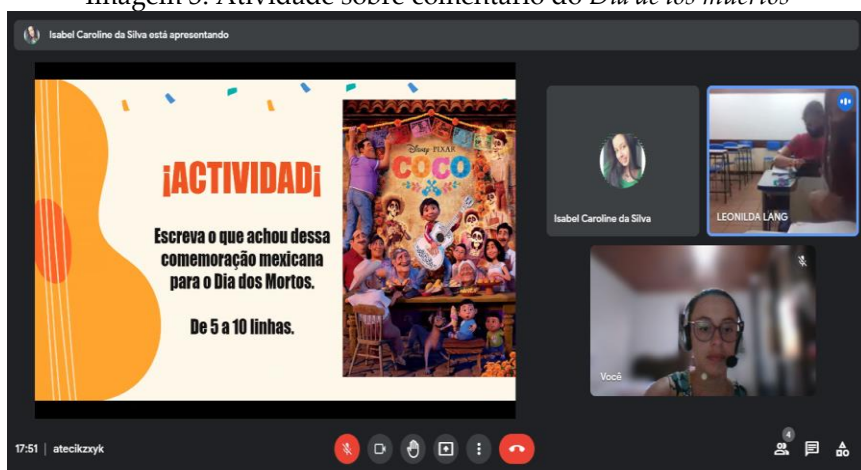 Imagem 5: Atividade sobre comentário do Día de los muertos
Isabel Caroline da Silva está apresentando
¡ACTIVIDAD¡
Escreva o que achou dessa
comemoração mexicana
para o Dia dos Mortos.
De 5 a 10 linhas.
Disney PIXAR
COCO
Isabel Caroline da Silva
LEONILDA LANG
Você
17:51 | atecikzxyk
4